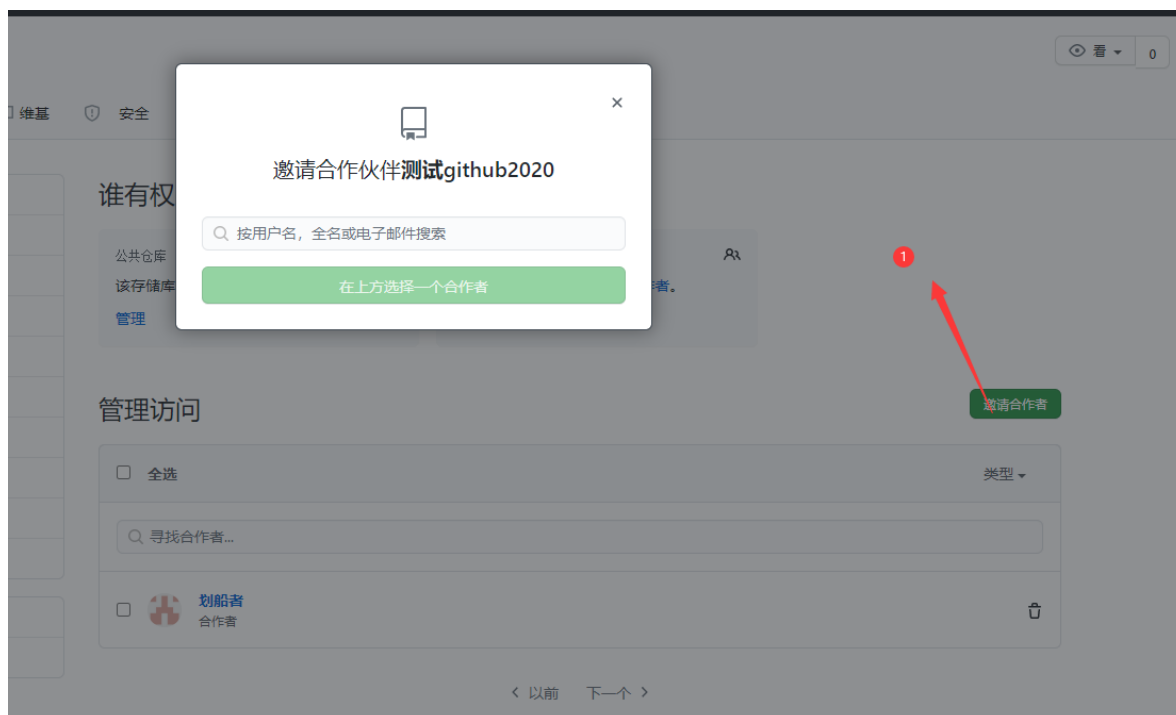 看 0
维基 安全
邀请合作伙伴测试github2020
按用户名，全名或电子邮件搜索
在上方选择一个合作者
谁有权
公共仓库
该存储库
者。
管理
管理访问
邀请合作者
1
全选 类型
寻找合作者...
划船者
合作者
以前 下一个